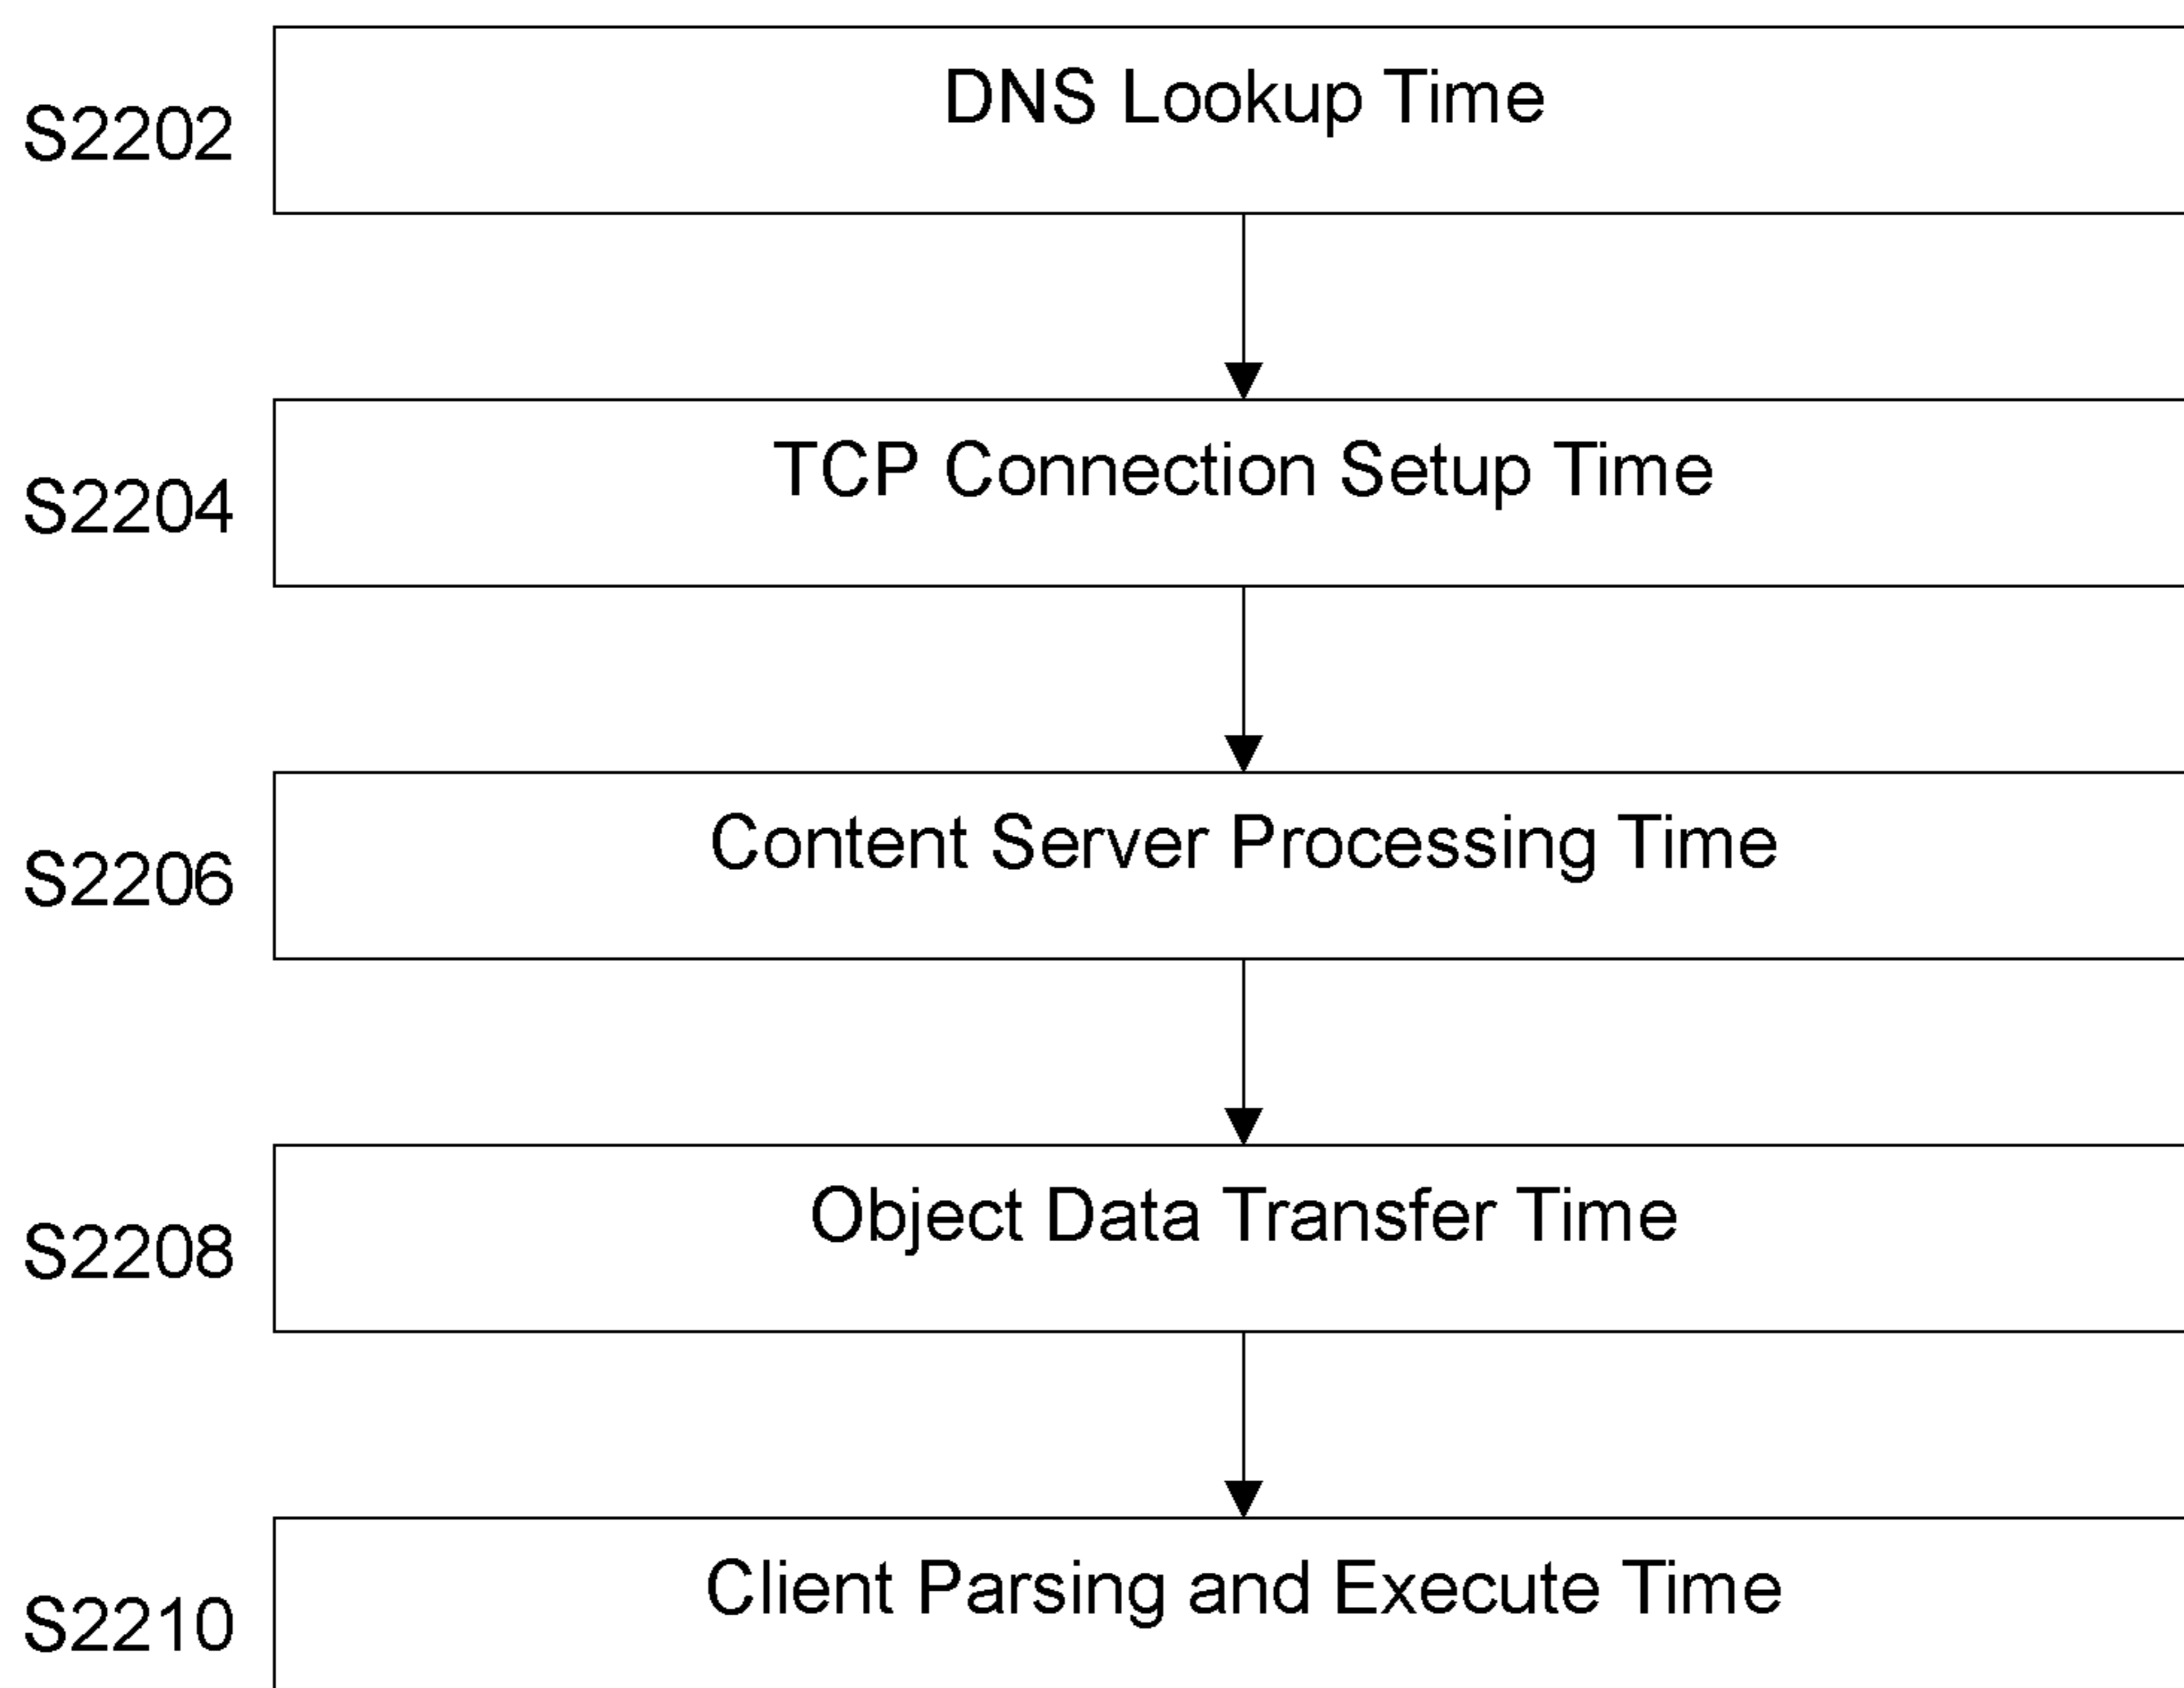 S2202
DNS Lookup Time
S2204
TCP Connection Setup Time
S2206
Content Server Processing Time
S2208
Object Data Transfer Time
S2210
Client Parsing and Execute Time